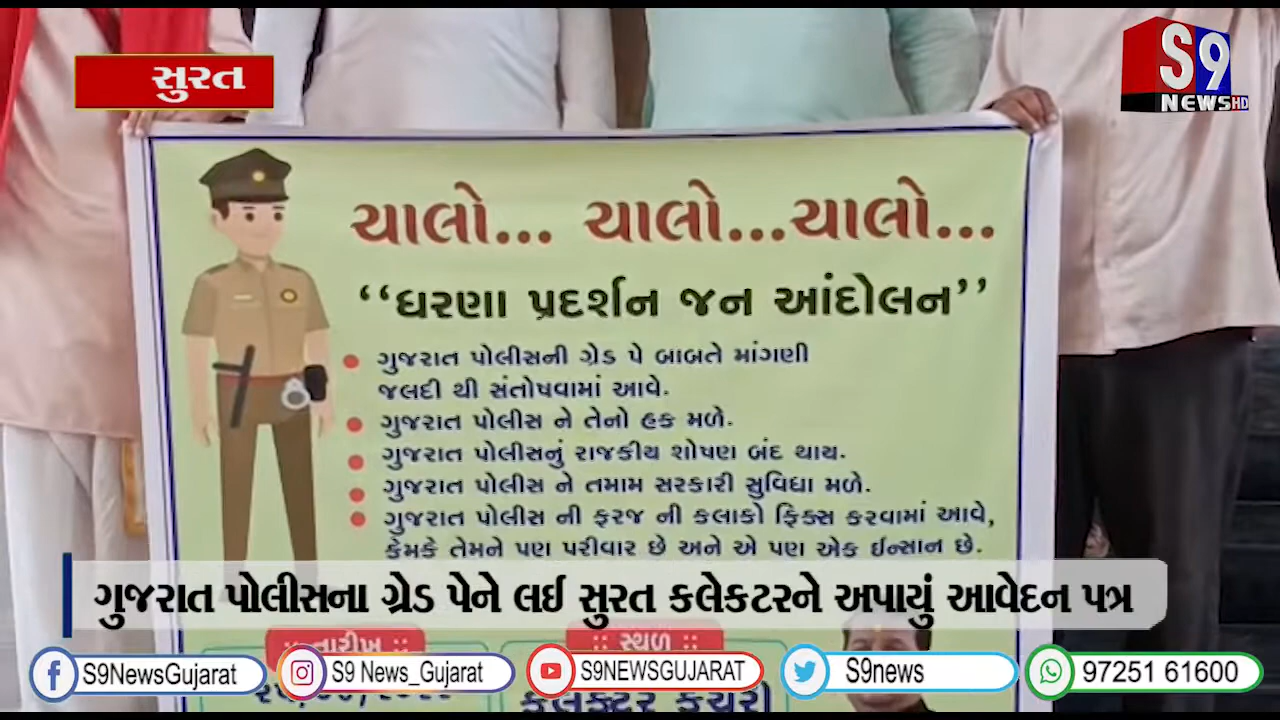 સુરત
S9
NEWS HD
ચાલો... ચાલો...ચાલો...
‘‘ધરણા પ્રદર્શન જન આંદોલન’’
ગુજરાત પોલીસની ગ્રેડ પે બાબતે માંગણી
જલદી થી સંતોષવામાં આવે.
ગુજરાત પોલીસ ને તેનો હક મળે.
ગુજરાત પોલીસનું રાજકીય શોષણ બંદ થાય.
ગુજરાત પોલીસ ને તમામ સરકારી સુવિધા મળે.
ગુજરાત પોલીસ ની ફરજ ની કલાકો ફિક્સ કરવામાં આવે,
કેમકે તેમને પણ પરીવાર છે અને એ પણ એક ઈન્સાન છે.
ગુજરાત પોલીસના ગ્રેડ પેને લઈ સુરત કલેકટરને અપાયું આવેદન પત્ર
:: તારીખ ::
:: સ્થળ ::
કલેક્ટર કચેરી
S9NewsGujarat
S9 News_Gujarat
S9NEWSGUJARAT
S9news
97251 61600